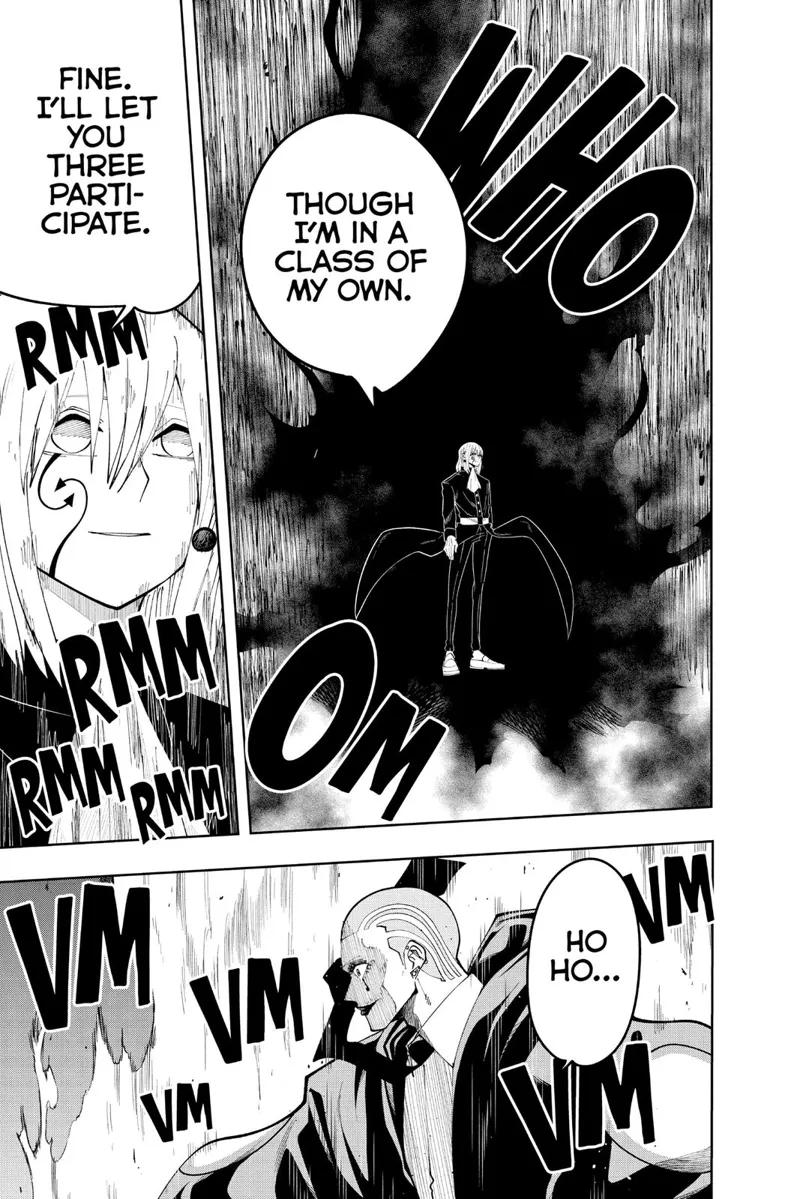 WHO
OM
THOUGH
I'M IN A
CLASS OF
MY OWN.
FINE.
I'LL LET
YOU
THREE
PARTI-
CIPATE.
RMM
RMM
RMM
RMM
VM
HO
HO...
VM
VM
VM
VM